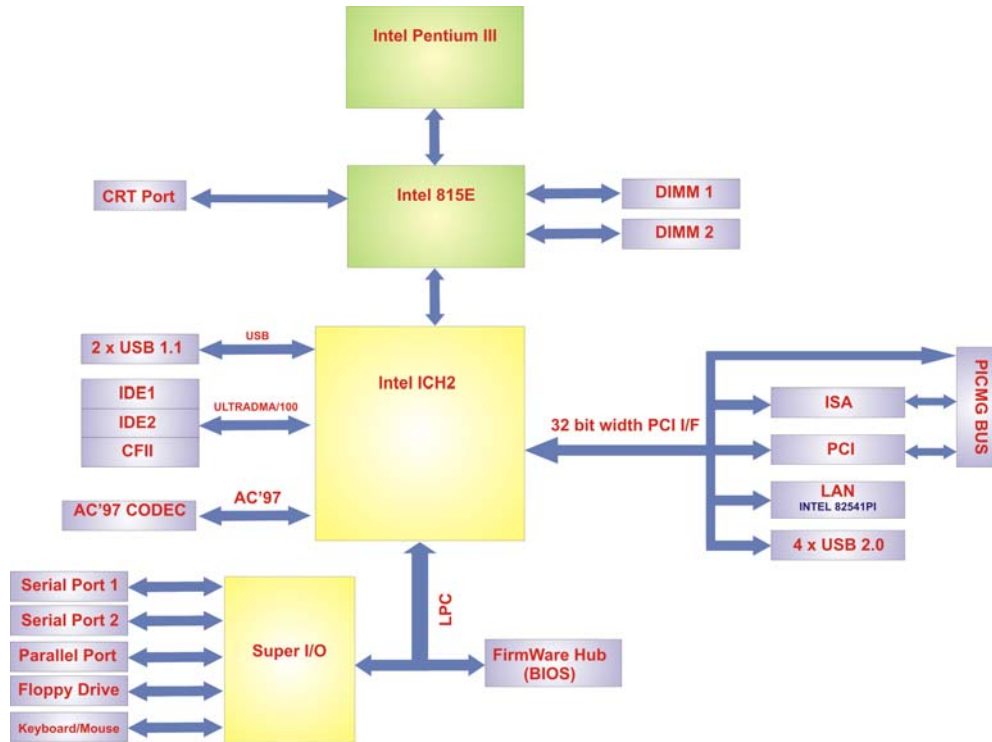 Intel Pentium III
CRT Port
Intel 815E
DIMM 1
DIMM 2
2 x USB 1.1
USB
Intel ICH2
IDE1
IDE2
CFII
ULTRADMA/100
32 bit width PCI I/F
ISA
PCI
LAN
INTEL 82541PI
4 x USB 2.0
PICMG BUS
AC'97 CODEC
AC'97
LPC
Serial Port 1
Serial Port 2
Parallel Port
Floppy Drive
Keyboard/Mouse
Super I/O
FirmWare Hub
(BIOS)